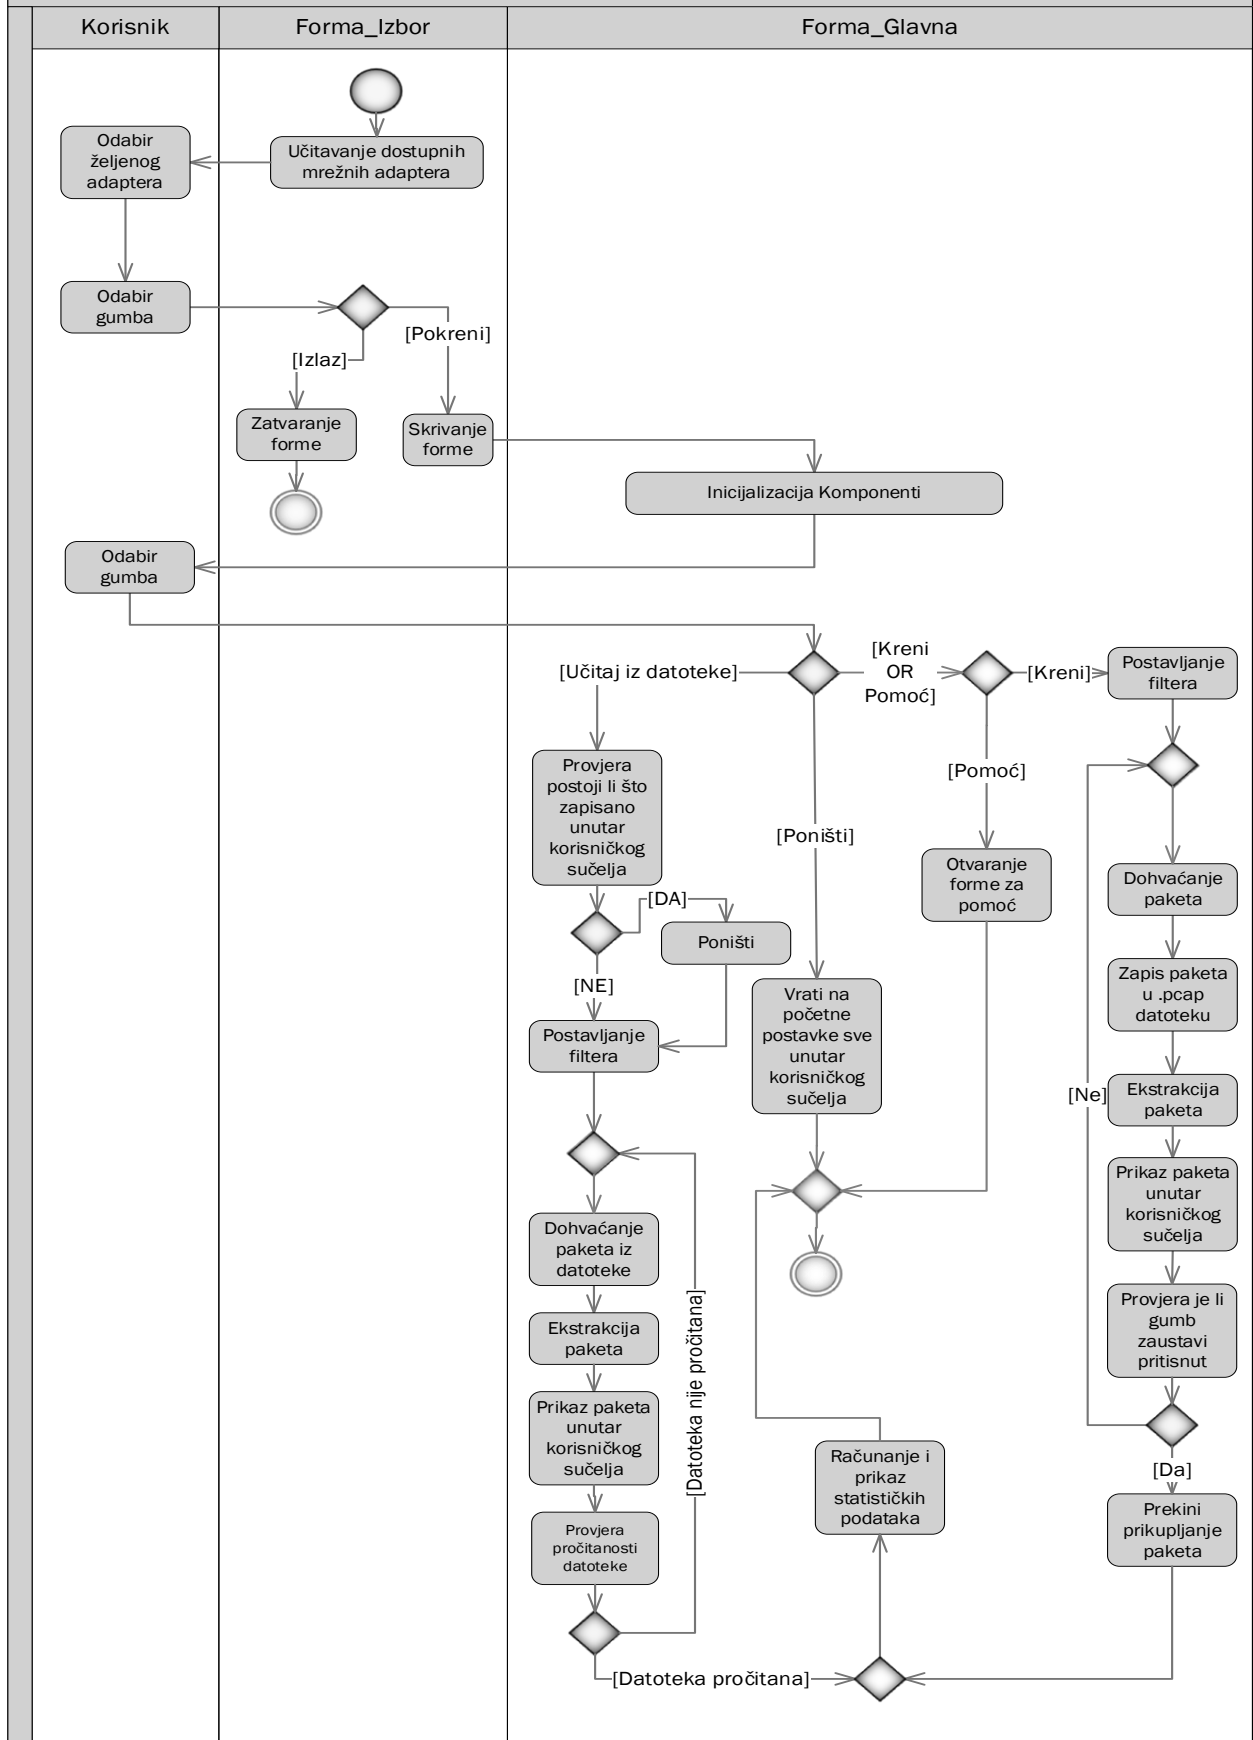 Korisnik
Forma_Izbor
Forma_Glavna
Učitavanje dostupnih
mrežnih adaptera
Odabir
željenog
adaptera
Odabir
gumba
[Pokreni]
[Izlaz]
Zatvaranje
forme
Skrivanje
forme
Inicijalizacija Komponenti
Odabir
gumba
[Učitaj iz datoteke]
[Kreni
OR
Pomoć]
[Kreni]
Postavljanje
filtera
[Pomoć]
[Poništi]
Provjera
postoji li što
zapisano
unutar
korisničkog
sučelja
Otvaranje
forme za
pomoć
Dohvaćanje
paketa
[DA]
Poništi
[NE]
Zapis paketa
u .pcap
datoteku
Vrati na
početne
postavke sve
unutar
korisničkog
sučelja
Postavljanje
filtera
[Ne]
Ekstrakcija
paketa
Prikaz paketa
unutar
korisničkog
sučelja
Dohvaćanje
paketa iz
datoteke
Ekstrakcija
paketa
[Datoteka nije pročitana]
Provjera je li
gumb
zaustavi
pritisnut
Prikaz paketa
unutar
korisničkog
sučelja
Računanje i
prikaz
statističkih
podataka
[Da]
Prekini
prikupljanje
paketa
Provjera
pročitanosti
datoteke
[Datoteka pročitana]